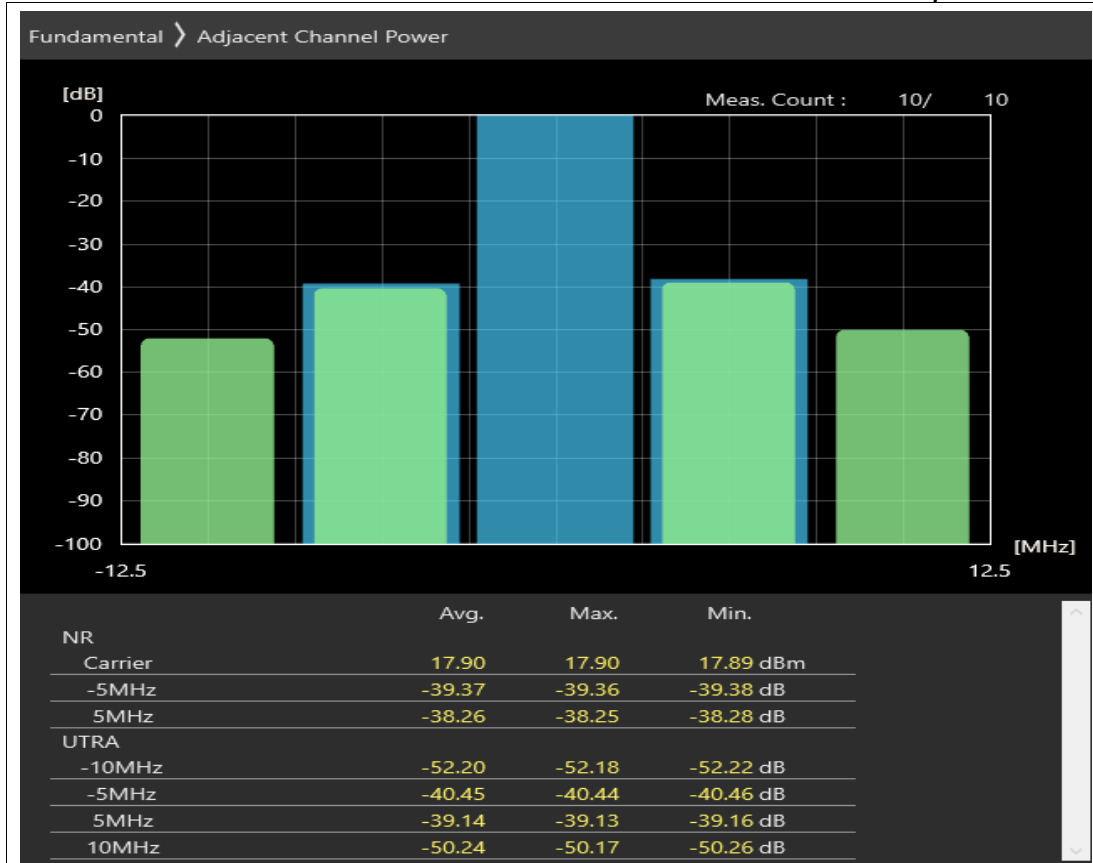 Fundamental ❯ Adjacent Channel Power
[dB]
Meas. Count : 10/ 10
0
-10
-20
-30
-40
-50
-60
-70
-80
-90
-100
[MHz]
-12.5 12.5
Avg. Max. Min.
NR
Carrier 17.90 17.90 17.89 dBm
-5MHz -39.37 -39.36 -39.38 dB
5MHz -38.26 -38.25 -38.28 dB
UTRA
-10MHz -52.20 -52.18 -52.22 dB
-5MHz -40.45 -40.44 -40.46 dB
5MHz -39.14 -39.13 -39.16 dB
10MHz -50.24 -50.17 -50.26 dB